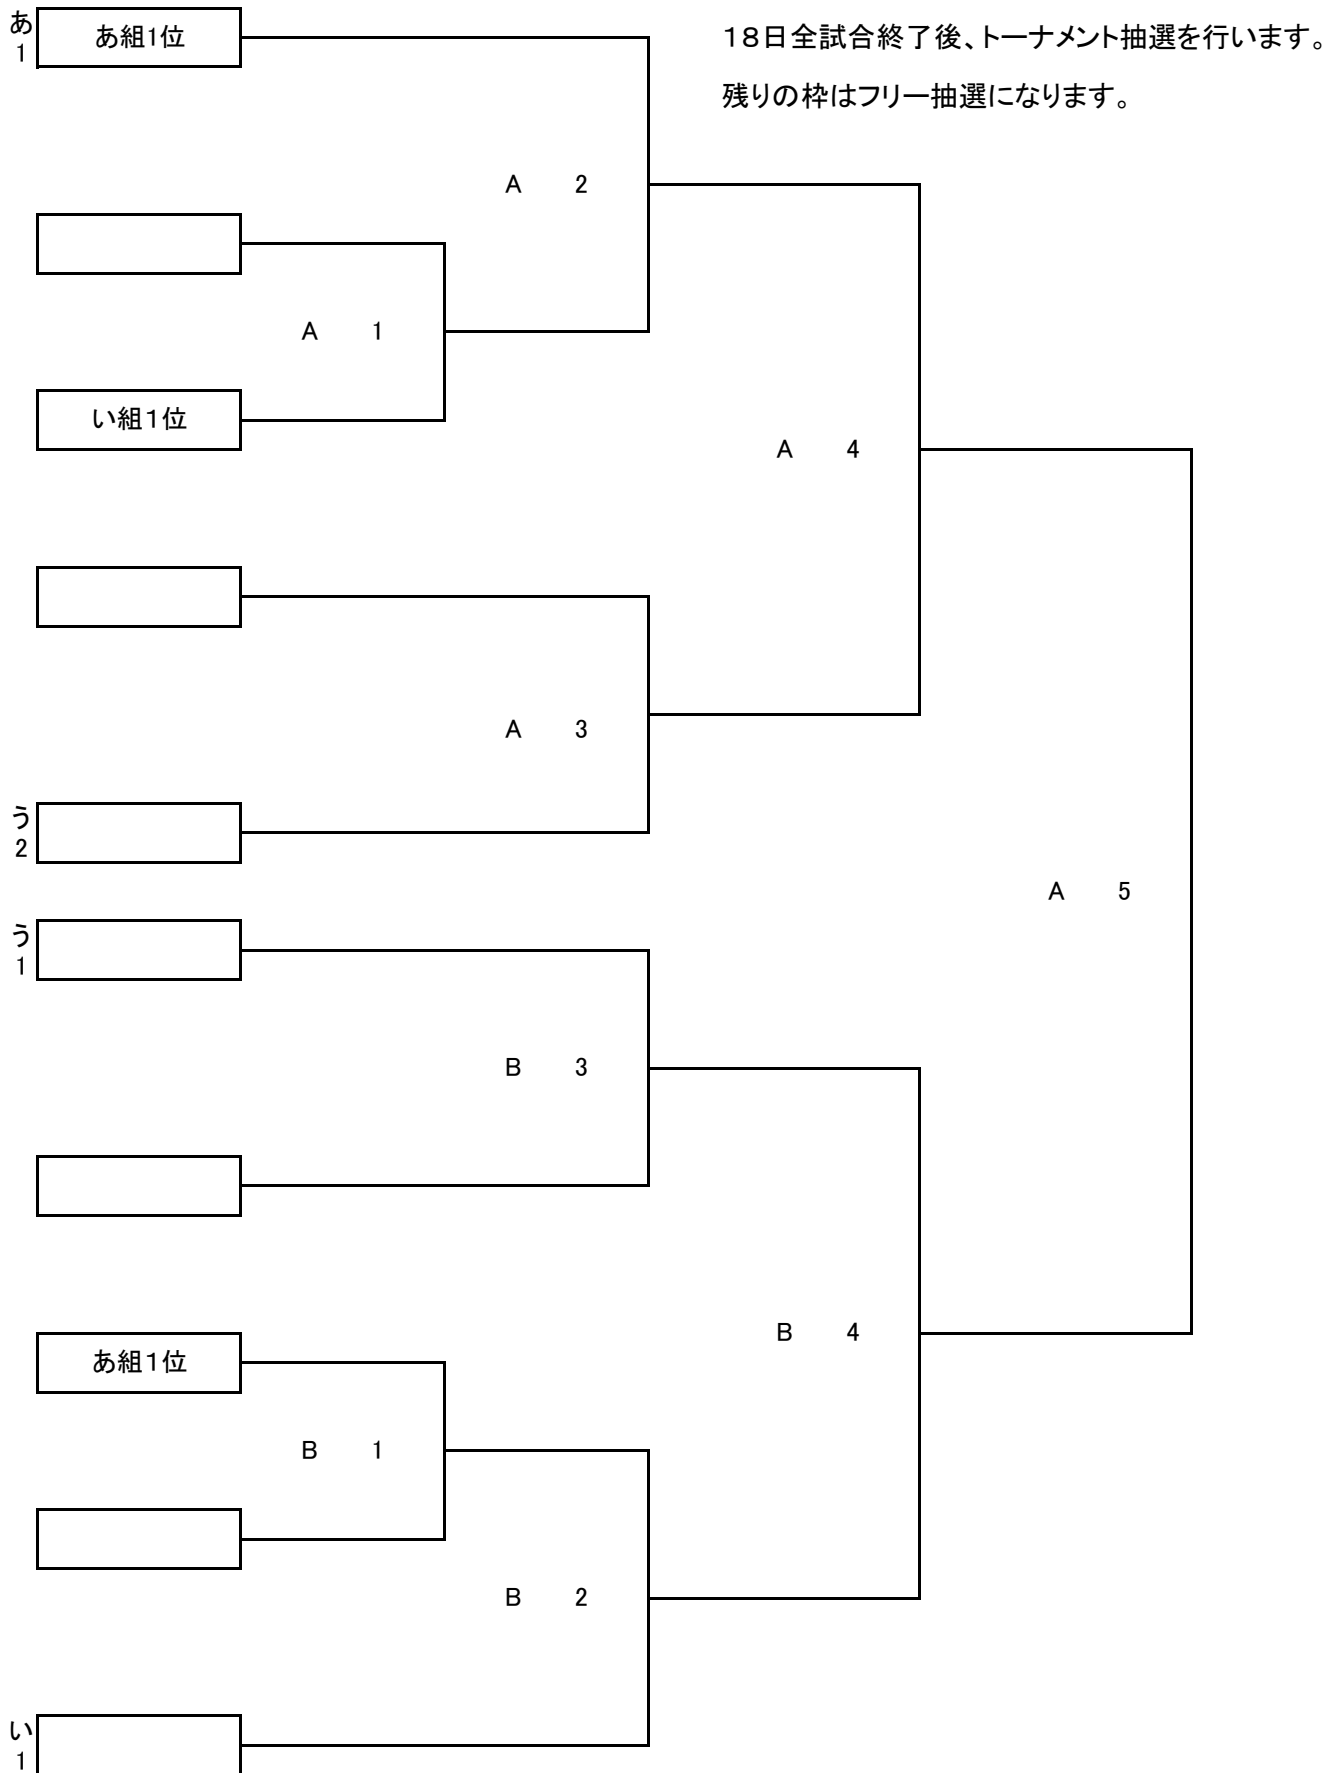 あ
1
あ組1位
18日全試合終了後、トーナメント抽選を行います。
残りの枠はフリー抽選になります。
A 2
A 1
い組1位
A 4
A 3
う
2
A 5
う
1
B 3
B 4
あ組1位
B 1
B 2
い
1